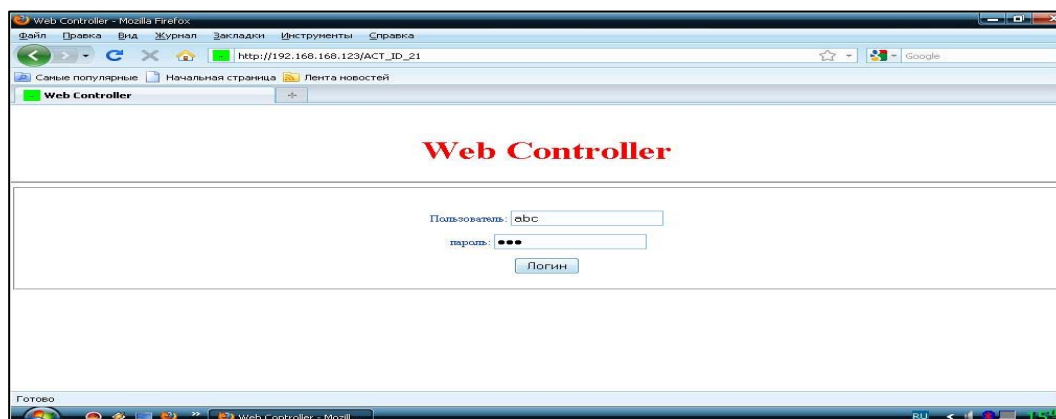 Web Controller - Mozilla Firefox
Файл Правка Вид Журнал Закладки Инструменты Справка
http://192.168.168.123/ACT_ID_21
Google
Самые популярные Начальная страница Лента новостей
Web Controller
Web Controller
Пользователь: abc
пароль: ●●●
Логин
Готово
Web Controller - Mozill...
RU